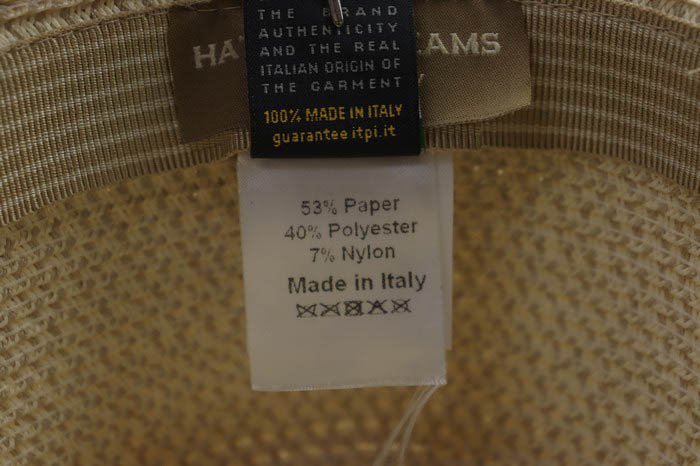 THE BRAND
AUTHENTICITY
AND THE REAL
ITALIAN ORIGIN OF
THE GARMENT
100% MADE IN ITALY
guarantee itpi.it
53% Paper
40% Polyester
7% Nylon
Made in Italy